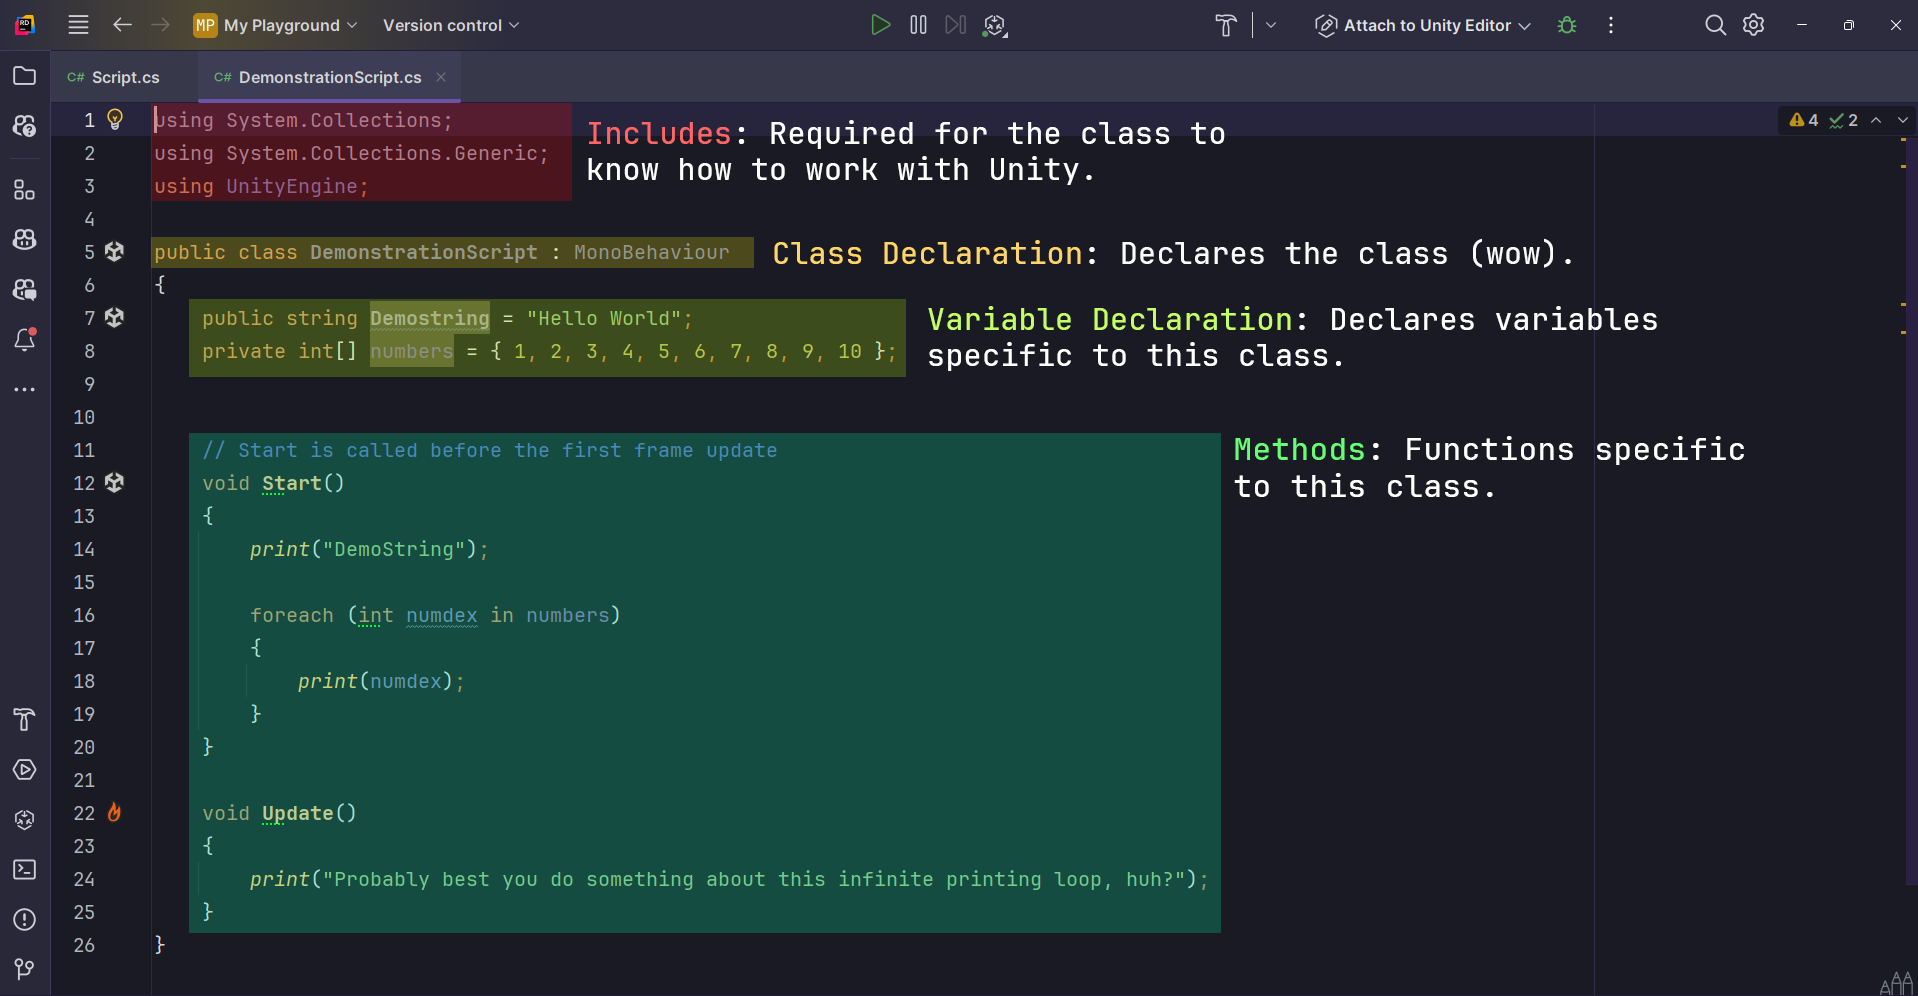 MP My Playground Version control Attach to Unity Editor
C# Script.cs C# DemonstrationScript.cs
1 using System.Collections;
2 using System.Collections.Generic;
3 using UnityEngine;
Includes: Required for the class to
know how to work with Unity.
4 2
4
5 public class DemonstrationScript : MonoBehaviour
Class Declaration: Declares the class (wow).
6 {
7 public string Demostring = "Hello World";
8 private int[] numbers = { 1, 2, 3, 4, 5, 6, 7, 8, 9, 10 };
Variable Declaration: Declares variables
specific to this class.
9
10
11 // Start is called before the first frame update
12 void Start()
Methods: Functions specific
to this class.
13 {
14 print("DemoString");
15
16 foreach (int numdex in numbers)
17 {
18 print(numdex);
19 }
20 }
21
22 void Update()
23 {
24 print("Probably best you do something about this infinite printing loop, huh?");
25 }
26 }